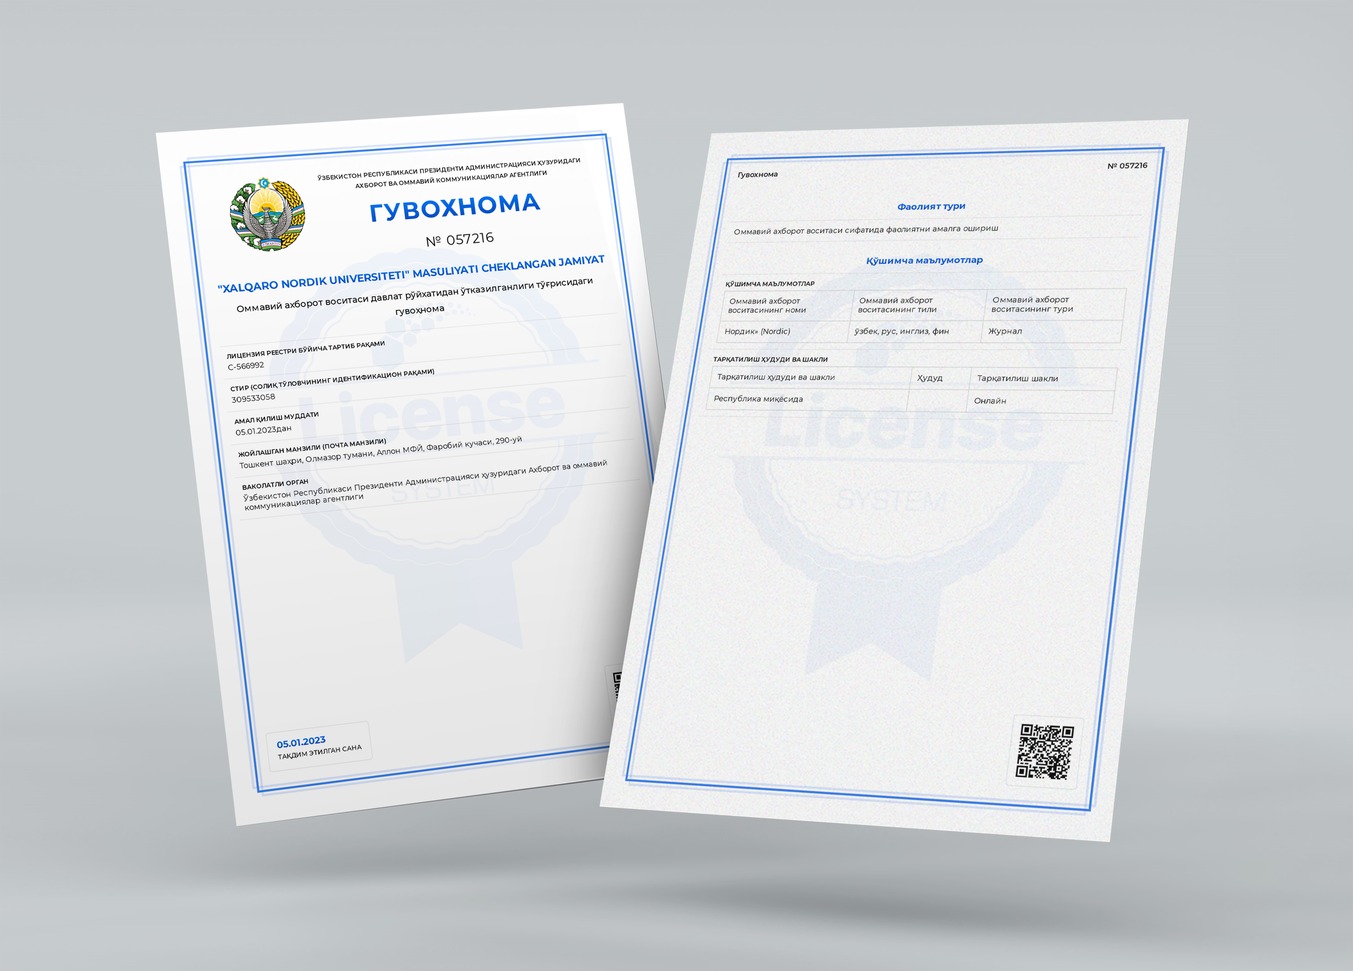 ЎЗБЕКИСТОН РЕСПУБЛИКАСИ ПРЕЗИДЕНТИ АДМИНИСТРАЦИЯСИ ҲУЗУРИДАГИ
АХБОРОТ ВА ОММАВИЙ КОММУНИКАЦИЯЛАР АГЕНТЛИГИ
ГУВОХНОМА
№ 057216
"XALQARO NORDIK UNIVERSITETI" MASULIYATI CHEKLANGAN JAMIYAT
Оммавий ахборот воситаси давлат рўйхатидан ўтказилганлиги тўғрисидаги
гувоҳнома
ЛИЦЕНЗИЯ РЕЕСТРИ БЎЙИЧА ТАРТИБ РАҚАМИ
C-566992
СТИР (СОЛИҚ ТЎЛОВЧИНИНГ ИДЕНТИФИКАЦИОН РАҚАМИ)
309533058
АМАЛ ҚИЛИШ МУДДАТИ
05.01.2023дан
ЖОЙЛАШГАН МАНЗИЛИ (ПОЧТА МАНЗИЛИ)
Тошкент шаҳри, Олмазор тумани, Аллон МФЙ, Фаробий кучаси, 290-уй
ВАКОЛАТЛИ ОРГАН
Ўзбекистон Республикаси Президенти Администрацияси ҳузуридаги Ахборот ва оммавий
коммуникациялар агентлиги
License
SYSTEM
05.01.2023
ТАҚДИМ ЭТИЛГАН САНА
Гувохнома
№ 057216
Фаолият тури
Оммавий ахборот воситаси сифатида фаолиятни амалга ошириш
Қўшимча маълумотлар
ҚЎШИМЧА МАЪЛУМОТЛАР
Оммавий ахборот воситасининг номи
Оммавий ахборот воситасининг тили
Оммавий ахборот воситасининг тури
Нордик» (Nordic)
ўзбек, рус, инглиз, фин
Журнал
ТАРҚАТИЛИШ ҲУДУДИ ВА ШАКЛИ
Тарқатилиш ҳудуди ва шакли
Ҳудуд
Тарқатилиш шакли
Республика миқёсида
Онлайн
License
SYSTEM